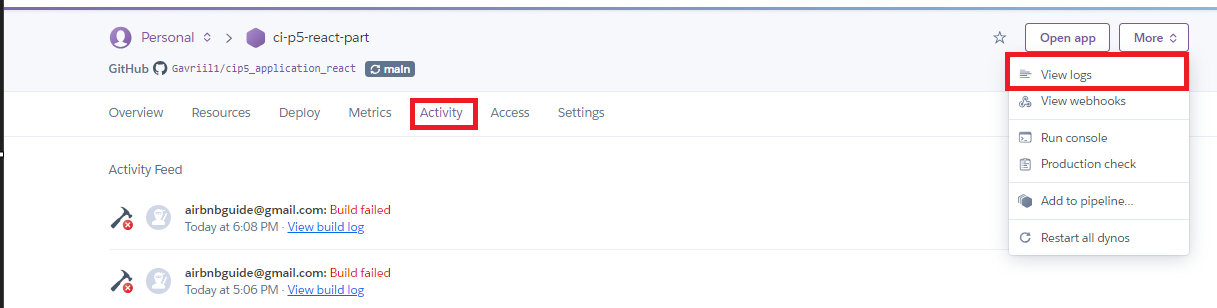 Personal ci-p5-react-part Open app More
GitHub Gavriil1/cip5_application_react main
View logs
View webhooks
Run console
Production check
Add to pipeline...
Restart all dynos
Overview Resources Deploy Metrics Activity Access Settings
Activity Feed
airbnbguide@gmail.com: Build failed
Today at 6:08 PM · View build log
airbnbguide@gmail.com: Build failed
Today at 5:06 PM · View build log